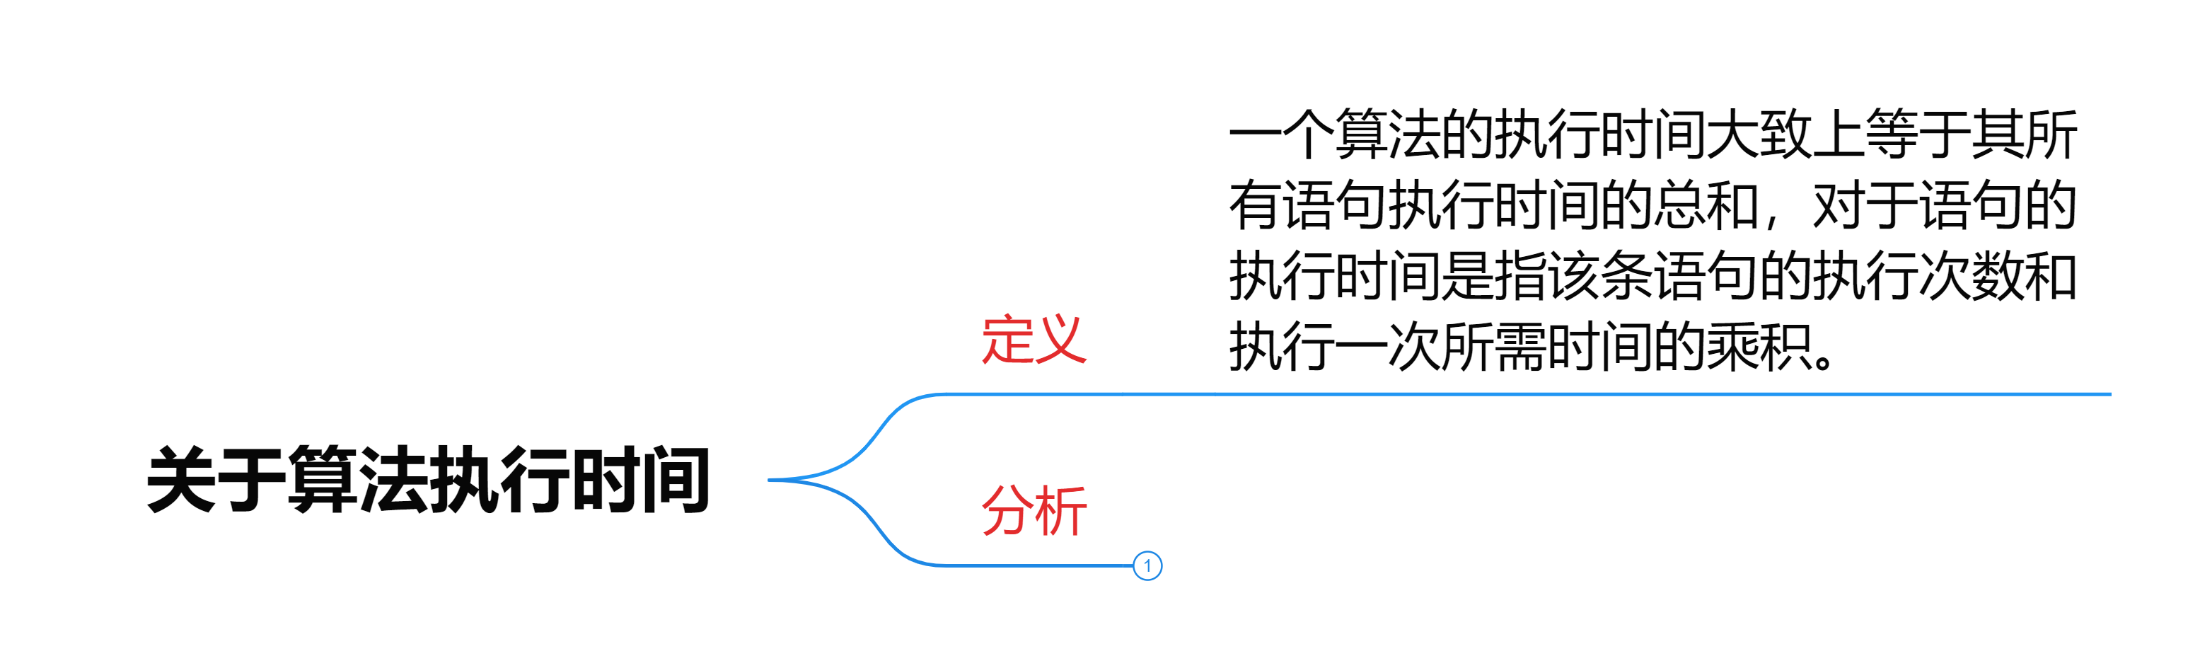 一个算法的执行时间大致上等于其所
有语句执行时间的总和，对于语句的
执行时间是指该条语句的执行次数和
执行一次所需时间的乘积。
定义
关于算法执行时间
分析
1